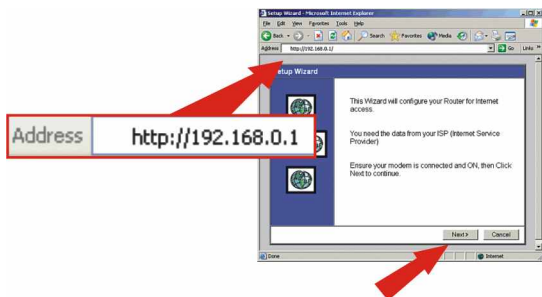 Setup Wizard - Microsoft Internet Explorer
File Edit View Favorites Tools Help
Back Search Favorites Media
Address http://192.168.0.1/ Go Links »
Setup Wizard
This Wizard will configure your Router for Internet
access.
You need the data from your ISP (Internet Service
Provider)
Ensure your modem is connected and ON, then Click
Next to continue.
Address http://192.168.0.1
Next > Cancel
Done Internet